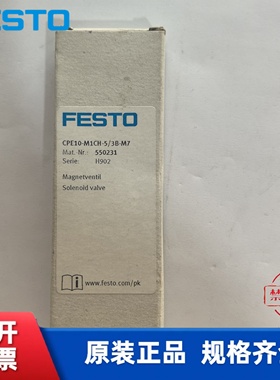 FESTO
FESTO
CPE10-M1CH-5/3B-M7
Mat. Nr.: 550231
Serie: H902
Magnetventil
Solenoid valve
www.festo.com/pk
开
票
原装正品 规格齐全